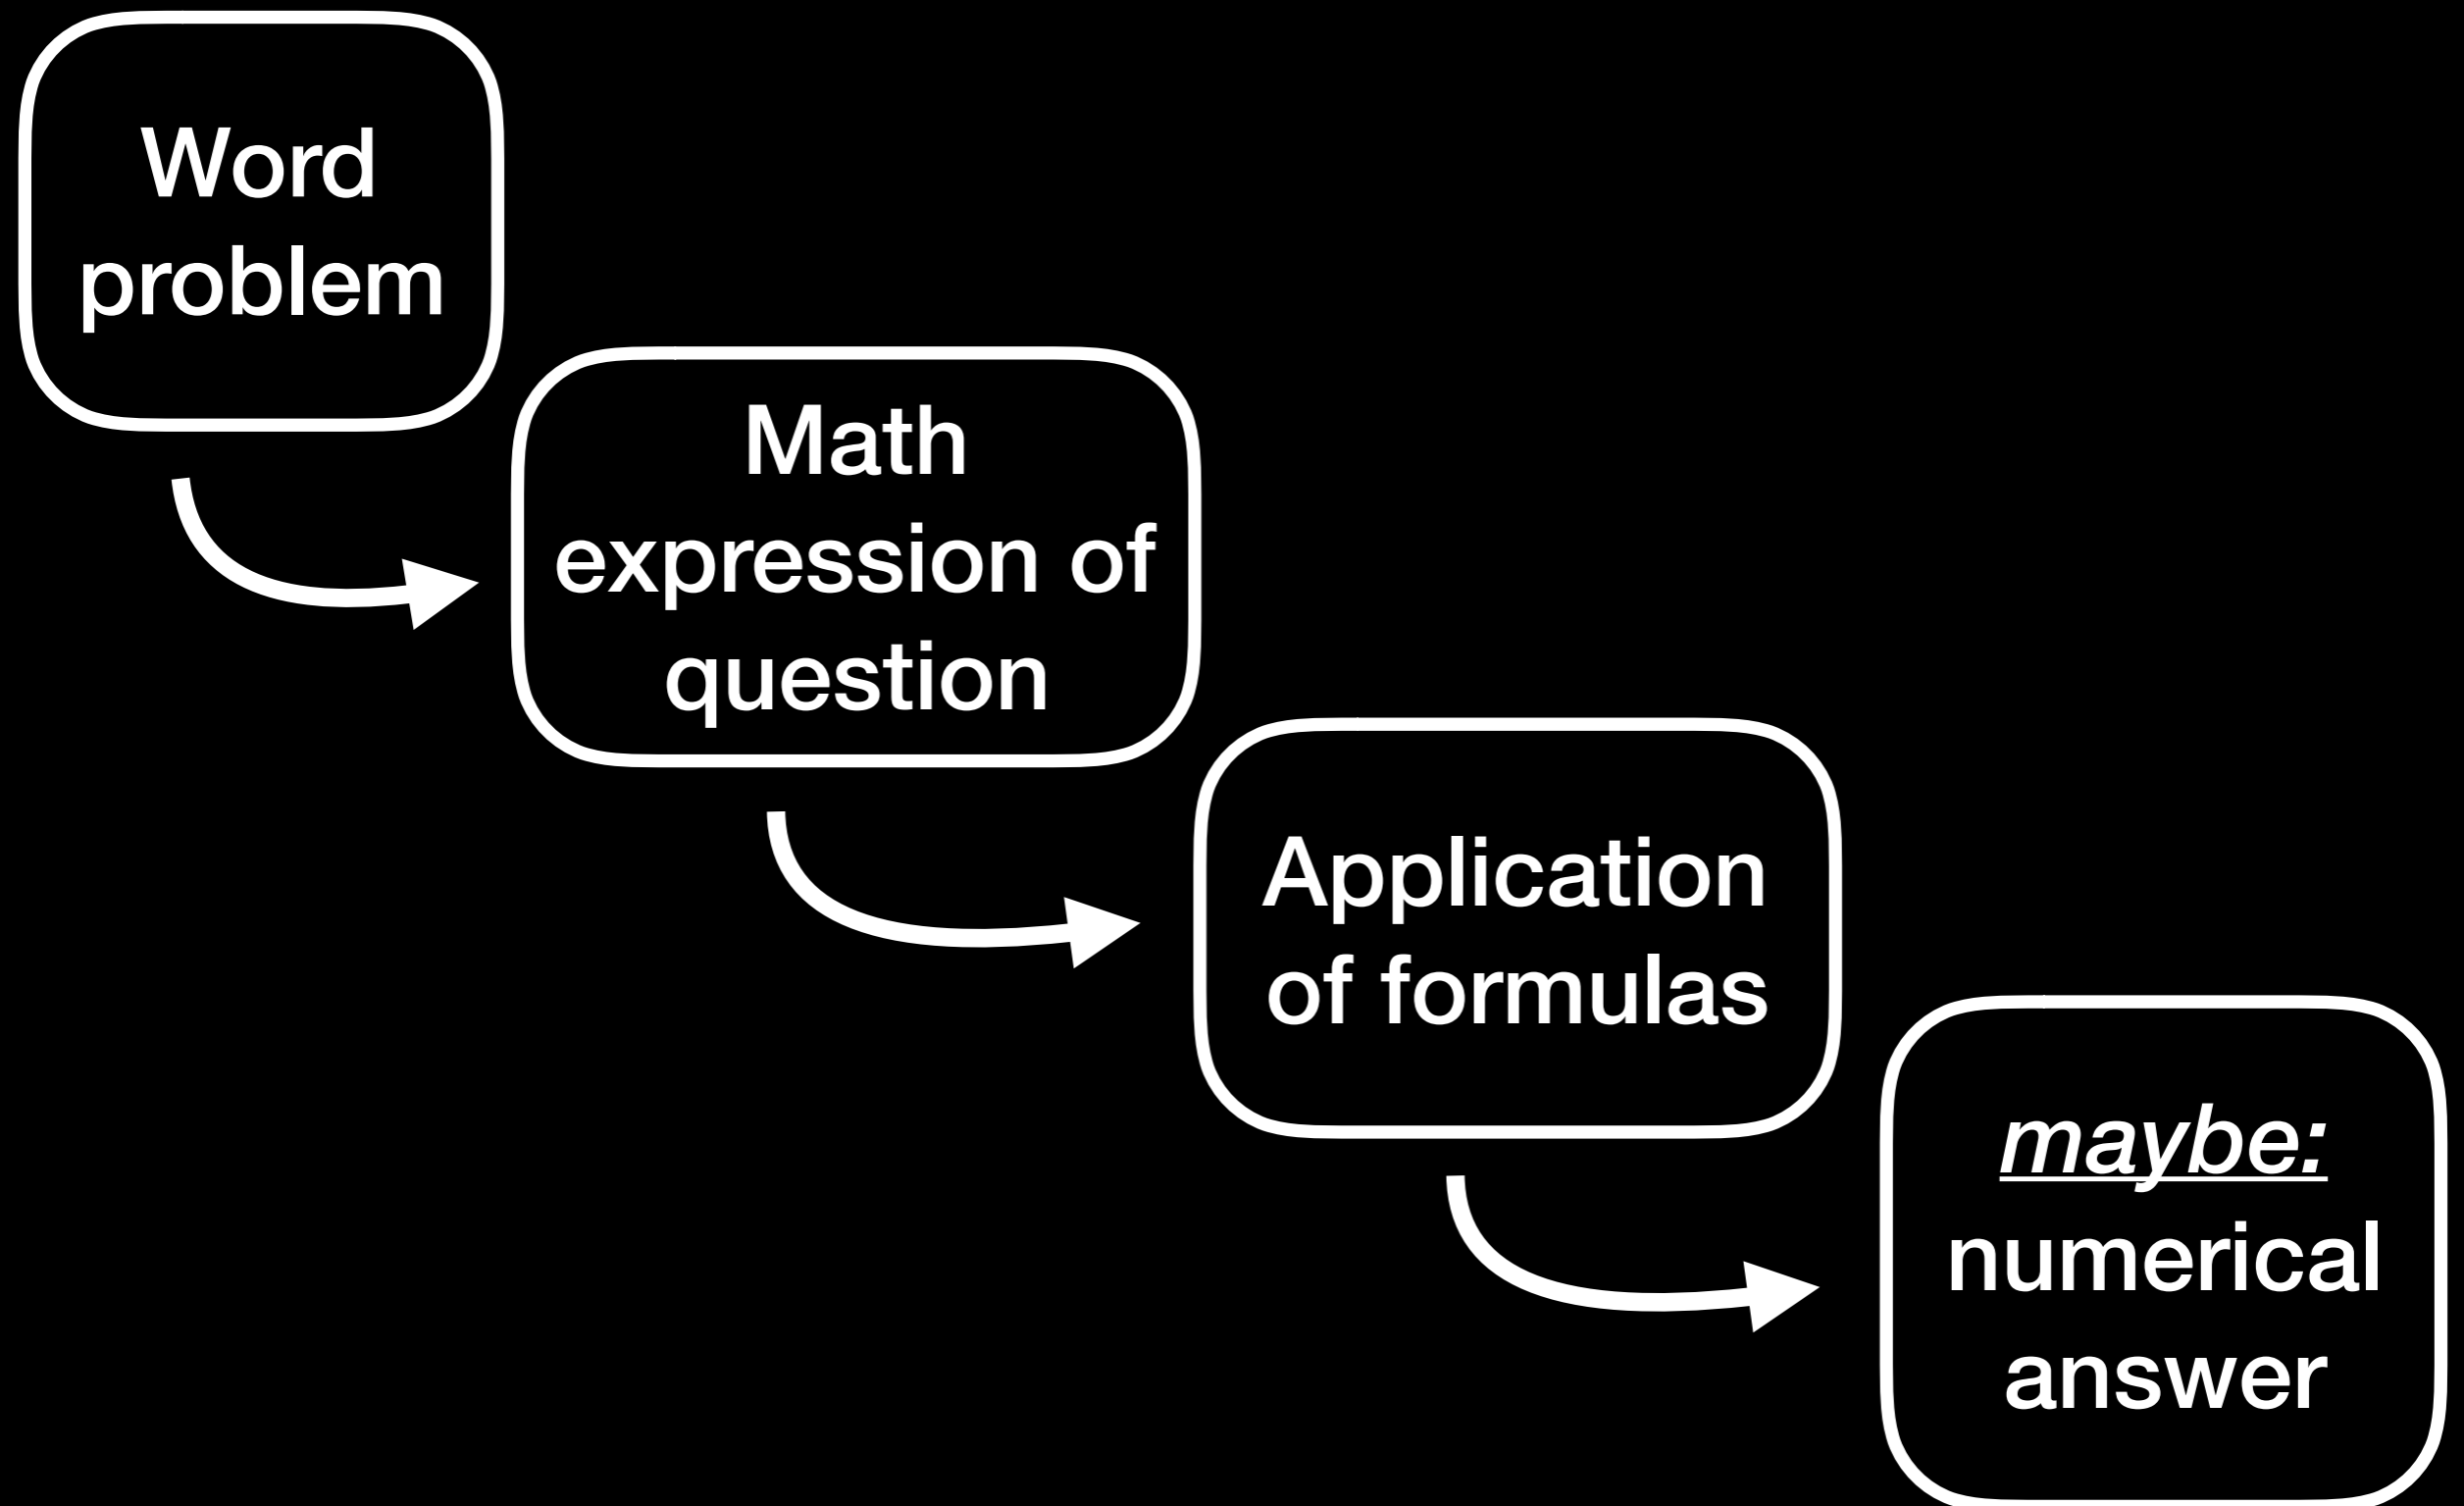 Word
problem
Math
expression of
question
Application
of formulas
maybe:
numerical
answer